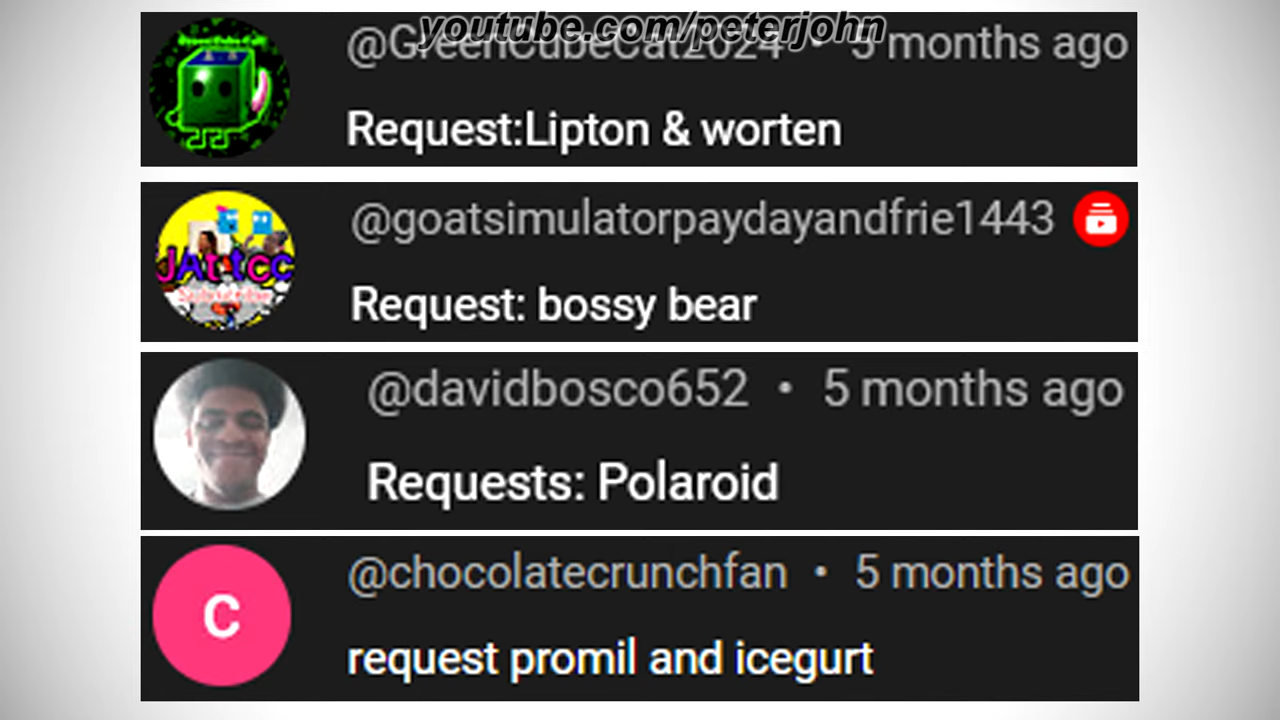 youtube.com/peterjohn
@GreenCubeCat2024 • 5 months ago
Request:Lipton & worten
@goatsimulatorpaydayandfrie1443
JAttcc
Request: bossy bear
@davidbosco652 • 5 months ago
Requests: Polaroid
@chocolatecrunchfan • 5 months ago
C
request promil and icegurt